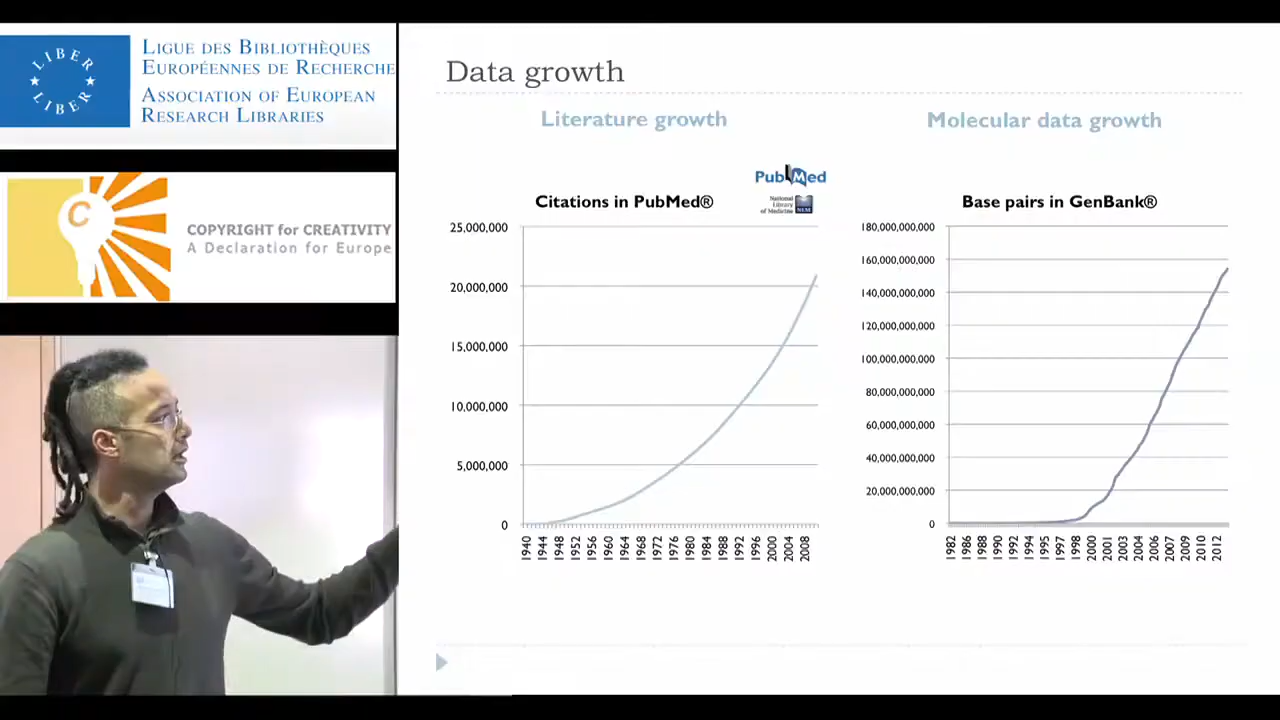 LIBER
LIBER
LIGUE DES BIBLIOTHÈQUES
EUROPÉENNES DE RECHERCHE
ASSOCIATION OF EUROPEAN
RESEARCH LIBRARIES
C
COPYRIGHT for CREATIVITY
A Declaration for Europe
Data growth
Literature growth
PubMed
National
Library
of Medicine
NLM
Citations in PubMed®
25,000,000
20,000,000
15,000,000
10,000,000
5,000,000
0
1940
1944
1948
1952
1956
1960
1964
1968
1972
1976
1980
1984
1988
1992
1996
2000
2004
2008
Molecular data growth
Base pairs in GenBank®
180,000,000,000
160,000,000,000
140,000,000,000
120,000,000,000
100,000,000,000
80,000,000,000
60,000,000,000
40,000,000,000
20,000,000,000
0
1982
1986
1988
1990
1992
1994
1995
1997
1998
2000
2001
2003
2004
2006
2007
2009
2010
2012